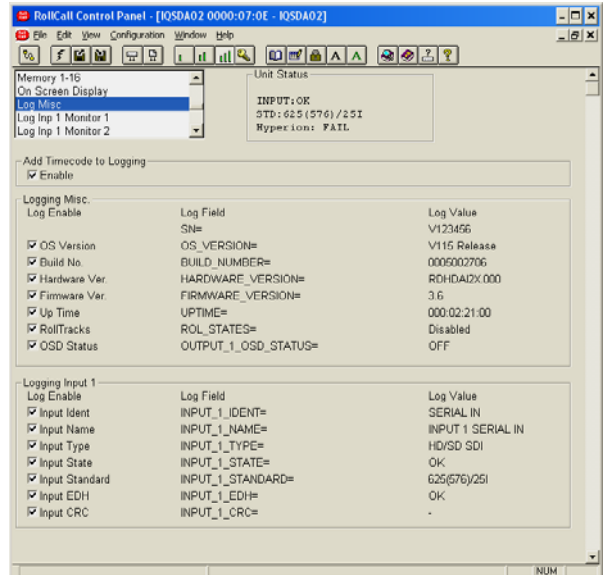 RollCall Control Panel - [IQSDA02 0000:07:0E - IQSDA02]
File Edit View Configuration Window Help
Memory 1-16
On Screen Display
Log Misc
Log Inp 1 Monitor 1
Log Inp 1 Monitor 2
Unit Status
INPUT:OK
STD:625(576)/25I
Hyperion: FAIL
Add Timecode to Logging
Enable
Logging Misc.
Log Enable Log Field Log Value
SN= V123456
OS Version OS_VERSION= V115 Release
Build No. BUILD_NUMBER= 0005002706
Hardware Ver. HARDWARE_VERSION= RDHDAI2X.000
Firmware Ver. FIRMWARE_VERSION= 3.6
Up Time UPTIME= 000:02:21:00
RollTracks ROL_STATES= Disabled
OSD Status OUTPUT_1_OSD_STATUS= OFF
Logging Input 1
Log Enable Log Field Log Value
Input Ident INPUT_1_IDENT= SERIAL IN
Input Name INPUT_1_NAME= INPUT 1 SERIAL IN
Input Type INPUT_1_TYPE= HD/SD SDI
Input State INPUT_1_STATE= OK
Input Standard INPUT_1_STANDARD= 625(576)/25I
Input EDH INPUT_1_EDH= OK
Input CRC INPUT_1_CRC= -
NUM